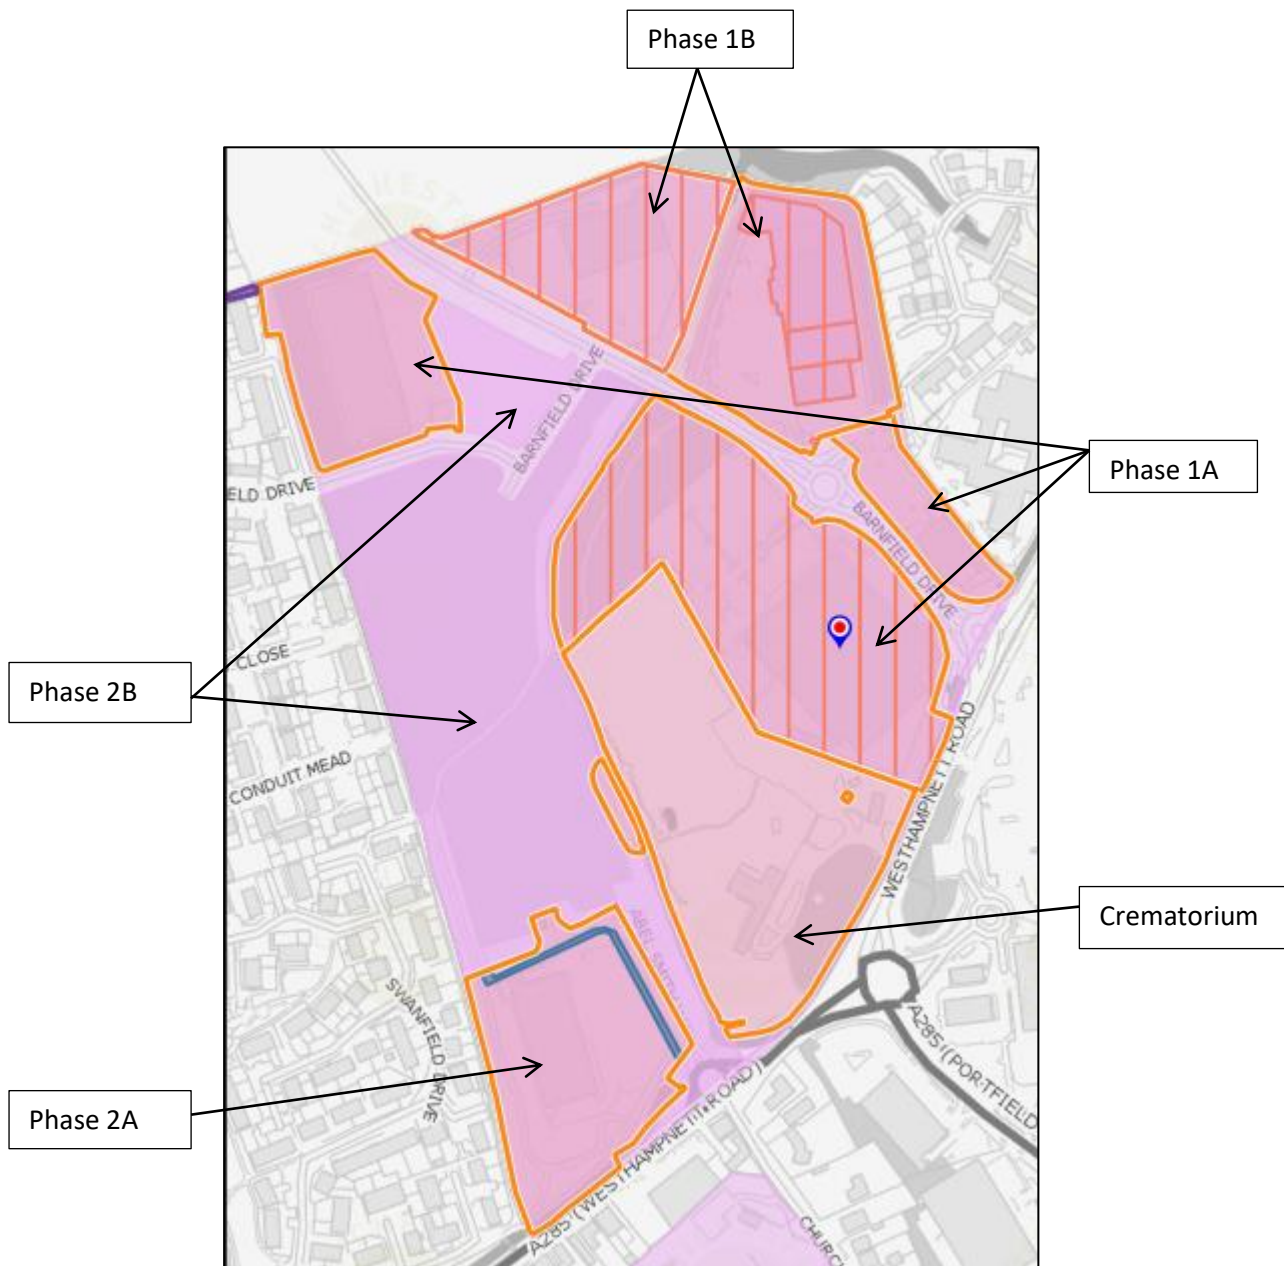 Phase 1B
BARNFIELD DRIVE
Phase 1A
ELD DRIVE
BARNFIELD DRIVE
CLOSE
Phase 2B
CONDUIT MEAD
WESTHAMPNETT ROAD
Crematorium
SWANFIELD DRIVE
A285 (PORTFIELD
Phase 2A
A285 (WESTHAMPNETT ROAD)
CHURC